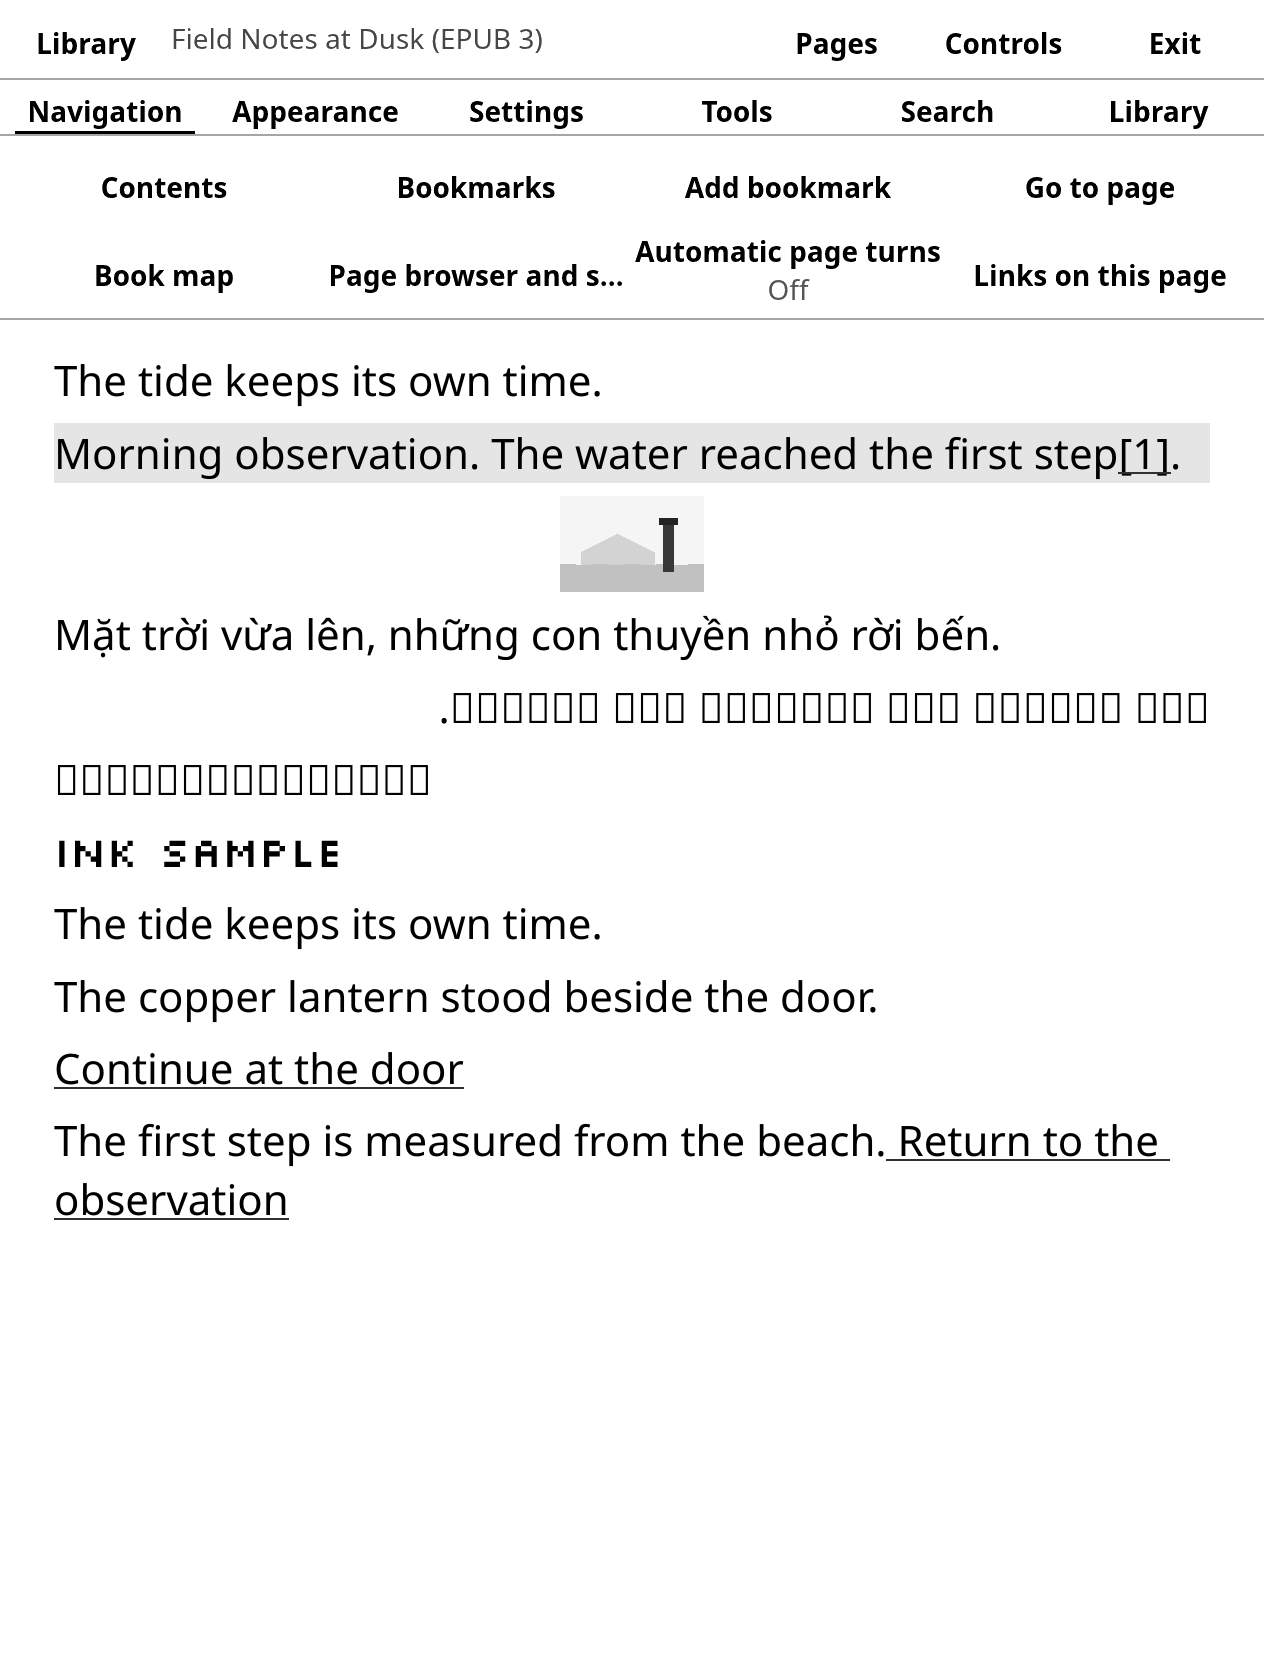 Library Field Notes at Dusk (EPUB 3) Pages Controls Exit
Navigation Appearance Settings Tools Search Library
Contents Bookmarks Add bookmark Go to page
Book map Page browser and s... Automatic page turns Links on this page
Off
The tide keeps its own time.
Morning observation. The water reached the first step[1].
Mặt trời vừa lên, những con thuyền nhỏ rời bến.
INK SAMPLE
The tide keeps its own time.
The copper lantern stood beside the door.
Continue at the door
The first step is measured from the beach. Return to the
observation